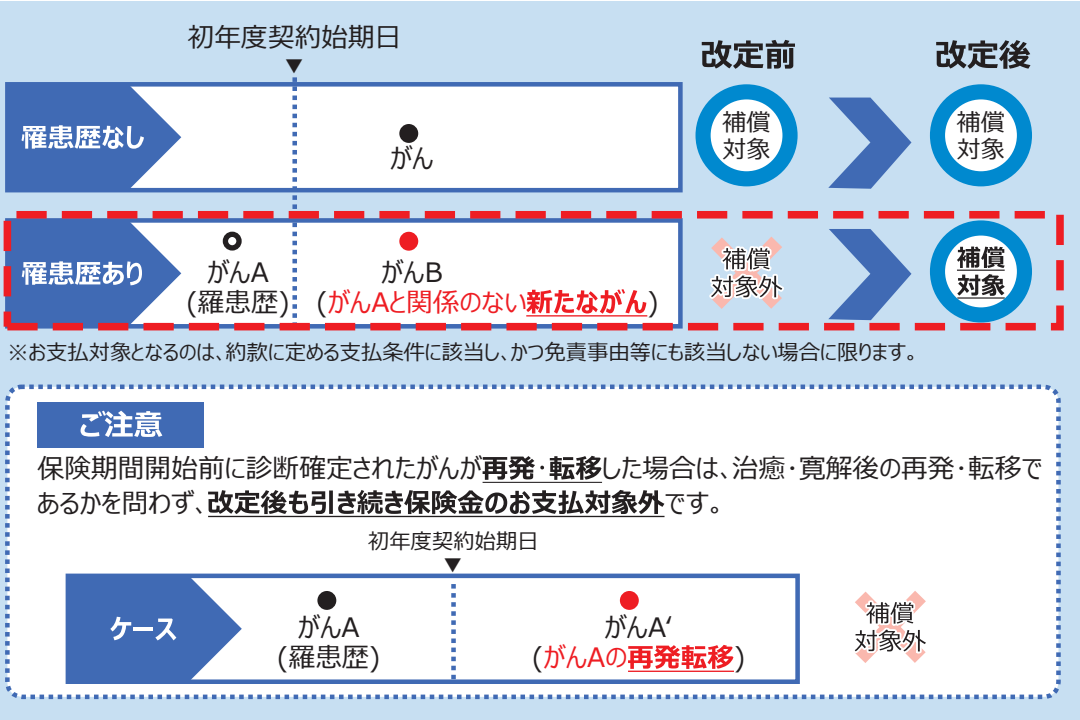 初年度契約始期日
改定前
改定後
罹患歴なし
がん
補償
対象
補償
対象
罹患歴あり
がんA
(羅患歴)
がんB
(がんAと関係のない新たながん)
補償
対象外
補償
対象
※お支払対象となるのは、約款に定める支払条件に該当し、かつ免責事由等にも該当しない場合に限ります。
ご注意
保険期間開始前に診断確定されたがんが再発・転移した場合は、治癒・寛解後の再発・転移で
あるかを問わず、改定後も引き続き保険金のお支払対象外です。
初年度契約始期日
ケース
がんA
(羅患歴)
がんA‘
(がんAの再発転移)
補償
対象外